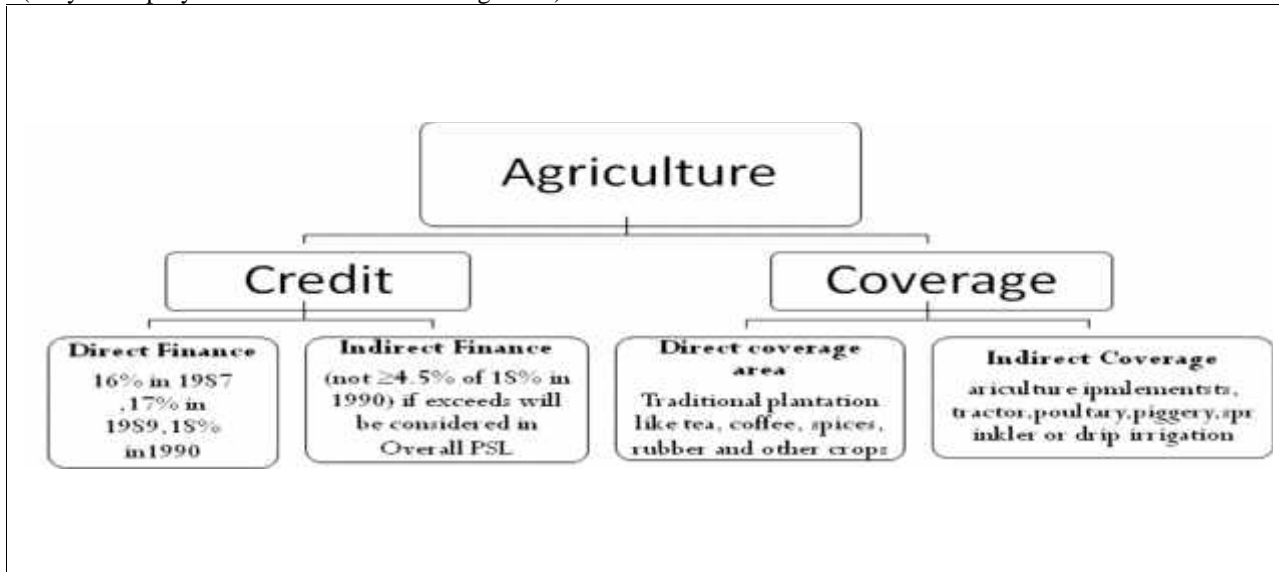 Agriculture
Credit
Coverage
Direct Finance
16% in 1987
,17% in
1989,18%
in1990
Indirect Finance
(not ≥4.5% of 18% in
1990) if exceeds will
be considered in
Overall PSL
Direct coverage
area
Traditional plantation
like tea, coffee, spices,
rubber and other crops
Indirect Coverage
ariculture ipmlementsts,
tractor,poultary,piggery,spr
inkler or drip irrigation